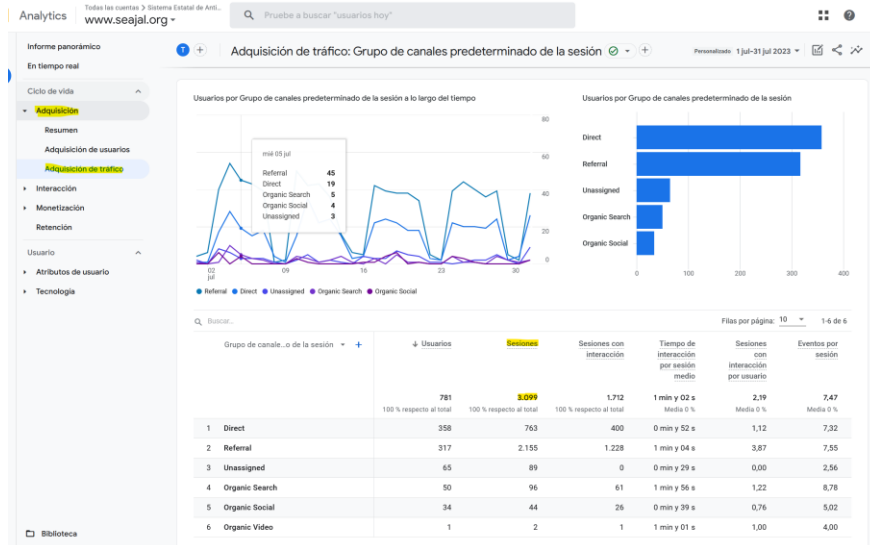 Analytics
Todas las cuentas > Sistema Estatal de Anti...
www.seajal.org
Pruebe a buscar "usuarios hoy"
Informe panorámico
En tiempo real
Ciclo de vida
Adquisición
Resumen
Adquisición de usuarios
Adquisición de tráfico
Interacción
Monetización
Retención
Usuario
Atributos de usuario
Tecnología
Biblioteca
T
Adquisición de tráfico: Grupo de canales predeterminado de la sesión
Personalizado 1 jul-31 jul 2023
Usuarios por Grupo de canales predeterminado de la sesión a lo largo del tiempo
80
60
40
20
0
mié 05 jul
Referral 45
Direct 19
Organic Search 5
Organic Social 4
Unassigned 3
02 jul 09 16 23 30
Referral Direct Unassigned Organic Search Organic Social
Usuarios por Grupo de canales predeterminado de la sesión
Direct
Referral
Unassigned
Organic Search
Organic Social
0 100 200 300 400
Buscar...
Filas por página: 10 1-6 de 6
Grupo de canale...o de la sesión + ↓ Usuarios Sesiones Sesiones con interacción Tiempo de interacción por sesión medio Sesiones con interacción por usuario Eventos por sesión
781 3.099 1.712 1 min y 02 s 2,19 7,47
100 % respecto al total 100 % respecto al total 100 % respecto al total Media 0 % Media 0 % Media 0 %
1 Direct 358 763 400 0 min y 52 s 1,12 7,32
2 Referral 317 2.155 1.228 1 min y 04 s 3,87 7,55
3 Unassigned 65 89 0 0 min y 29 s 0,00 2,56
4 Organic Search 50 96 61 1 min y 56 s 1,22 8,78
5 Organic Social 34 44 26 0 min y 39 s 0,76 5,02
6 Organic Video 1 2 1 1 min y 01 s 1,00 4,00